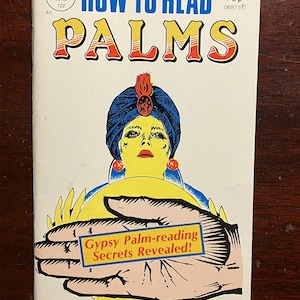 HOW TO READ
PALMS
Gypsy Palm-reading
Secrets Revealed!